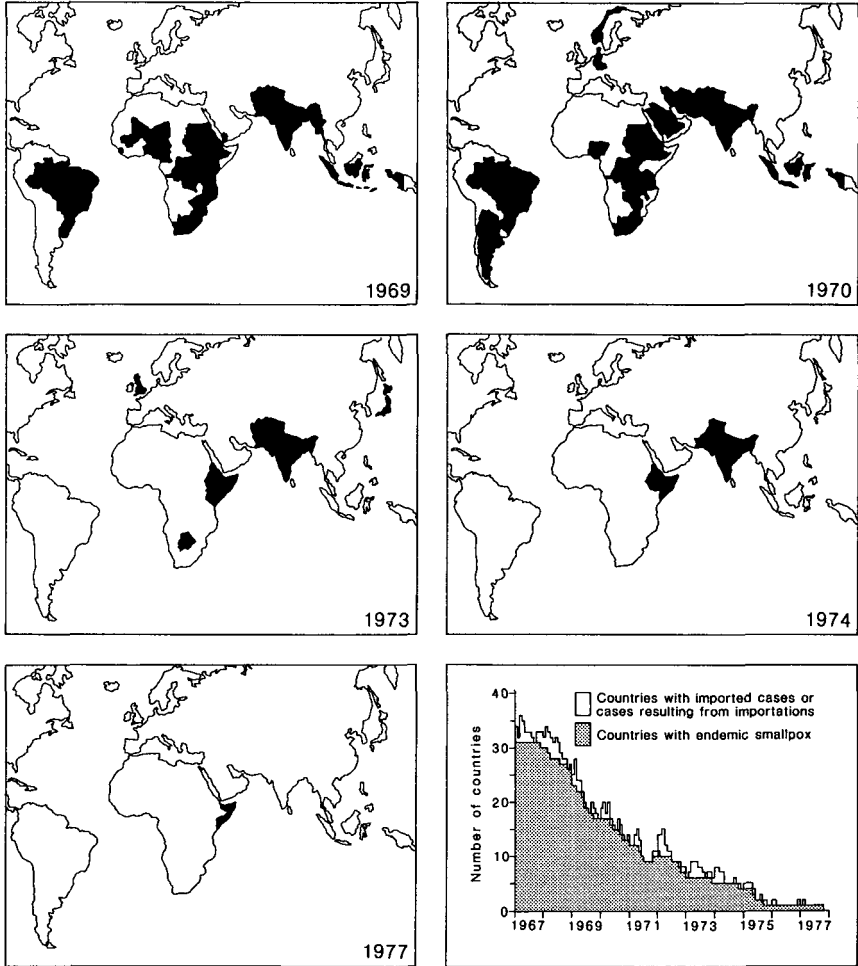 1969
1970
1973
1974
1977
40
30
20
10
0
Number of countries
Countries with imported cases or
cases resulting from importations
Countries with endemic smallpox
1967 1969 1971 1973 1975 1977